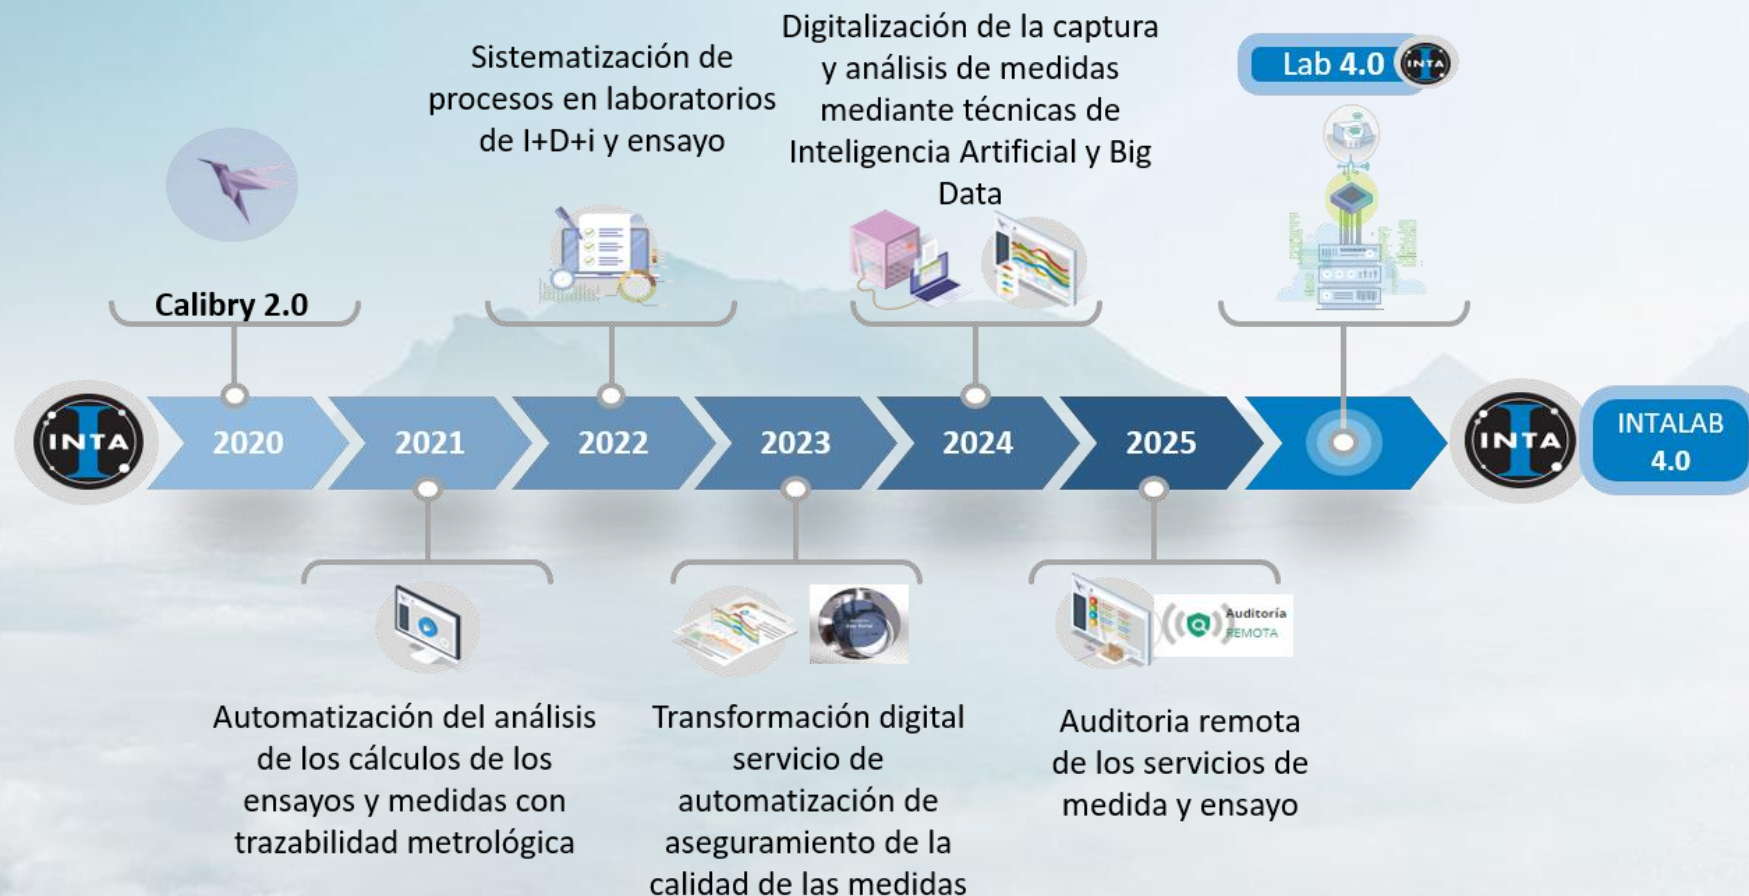 Sistematización de
procesos en laboratorios
de I+D+i y ensayo
Digitalización de la captura
y análisis de medidas
mediante técnicas de
Inteligencia Artificial y Big
Data
Lab 4.0
INTA
Calibry 2.0
INTA
2020
2021
2022
2023
2024
2025
INTA
INTALAB
4.0
Auditoría
REMOTA
Automatización del análisis
de los cálculos de los
ensayos y medidas con
trazabilidad metrológica
Transformación digital
servicio de
automatización de
aseguramiento de la
calidad de las medidas
Auditoria remota
de los servicios de
medida y ensayo